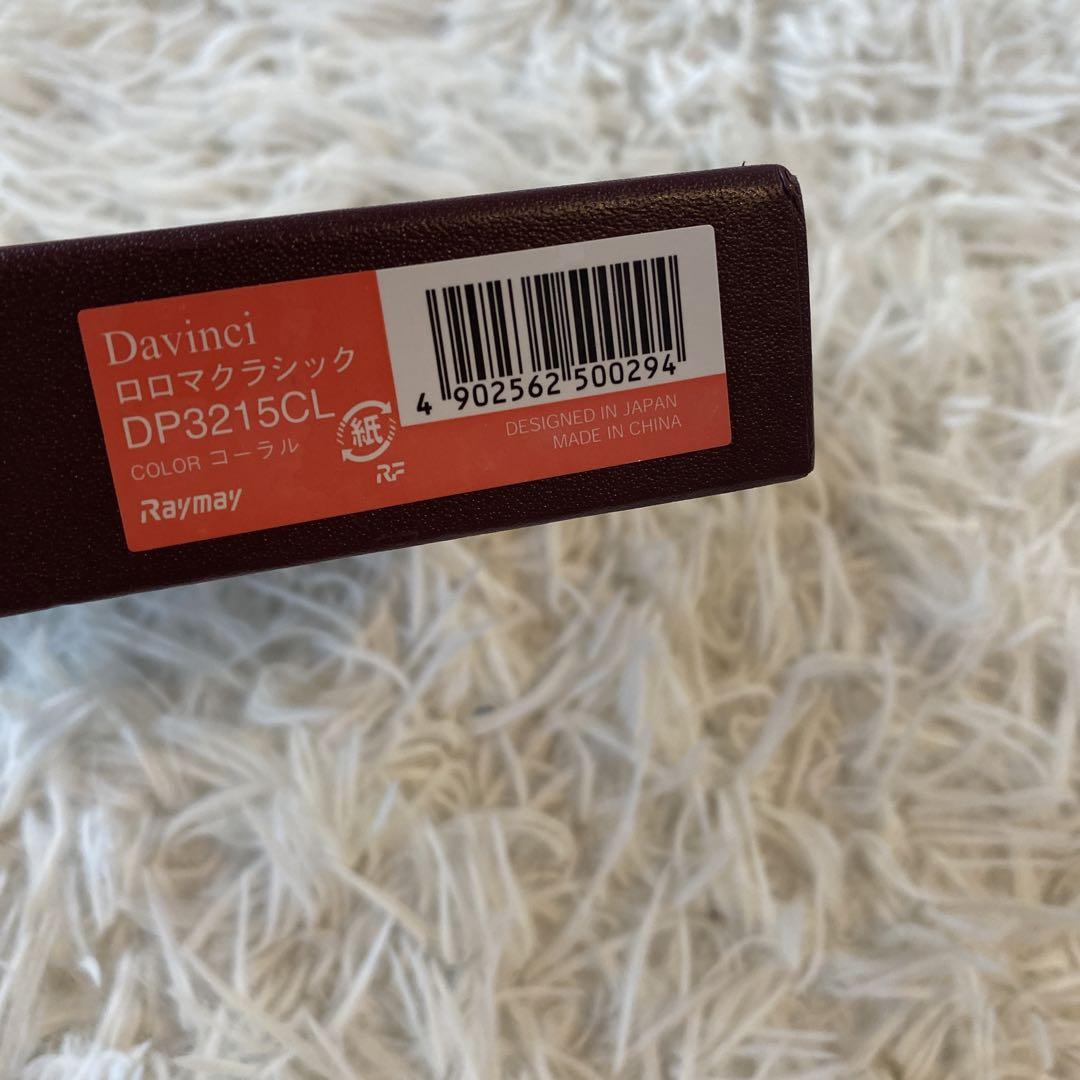 Davinci
ロロマクラシック
DP3215CL
COLOR コーラル
紙
RF
Raymay
4 902562 500294
DESIGNED IN JAPAN
MADE IN CHINA